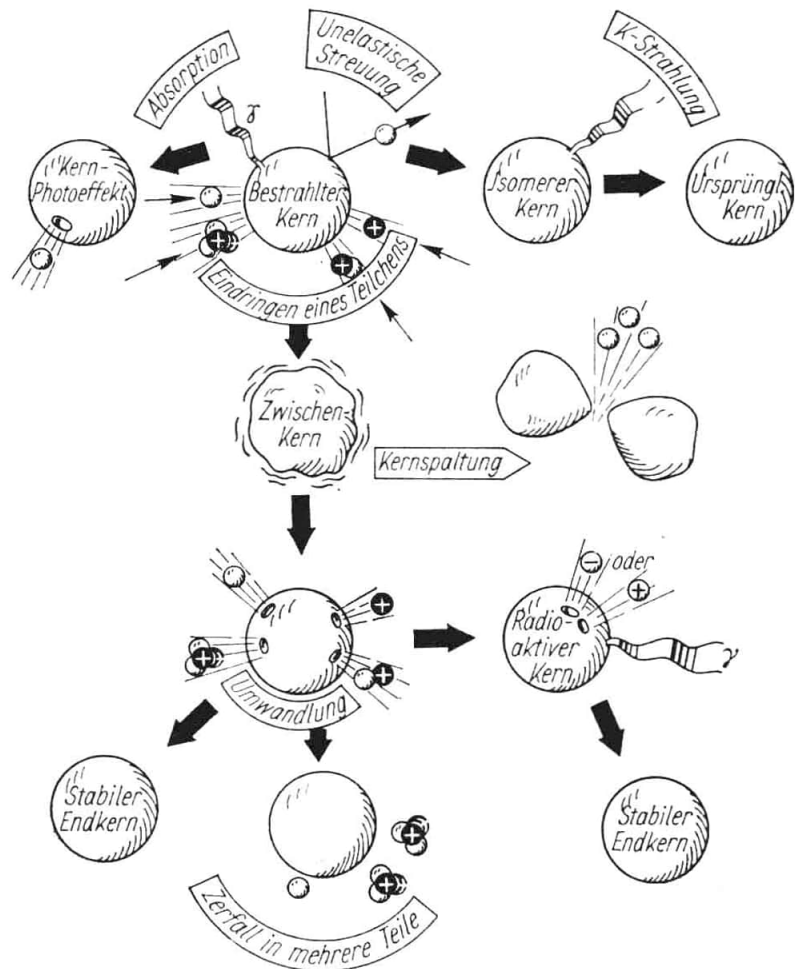 Absorption
Unelastische
Streuung
K-Strahlung
γ
Kern-
Photoeffekt
Bestrahlter
Kern
Jsomerer
Kern
Ursprüngl.
Kern
+
+
+
Eindringen eines Teilchens
Zwischen-
Kern
Kernspaltung
- oder
+
+
+
+
Radio-
aktiver
Kern
γ
Umwandlung
Stabiler
Endkern
+
+
Stabiler
Endkern
Zerfall in mehrere Teile